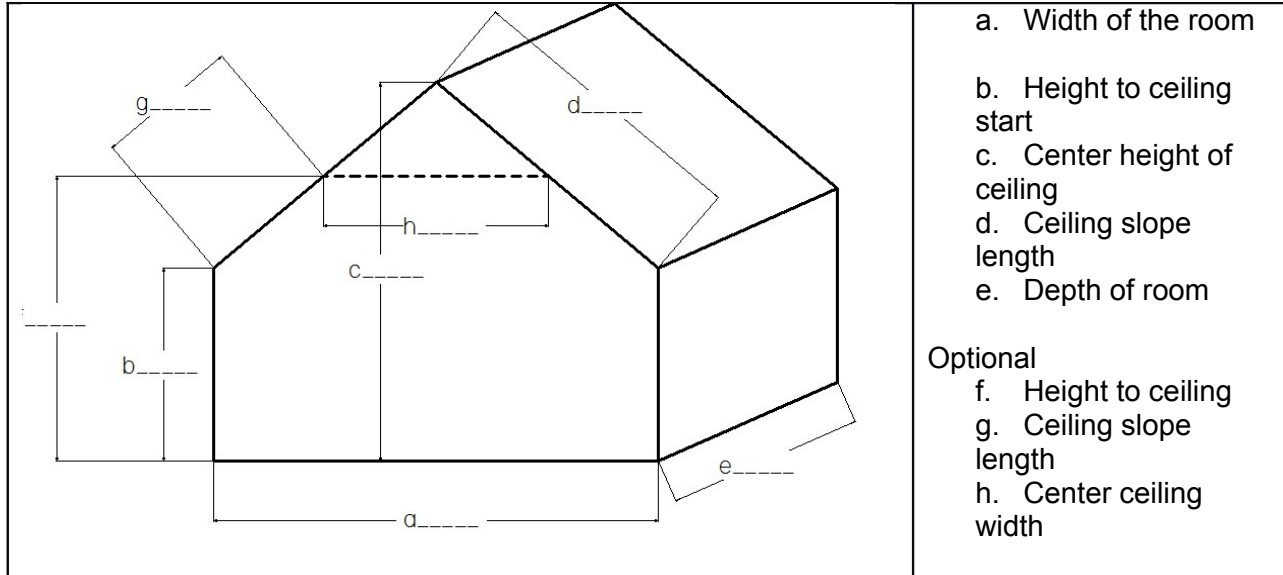 g_____
d_____
h_____
c_____
_____
b_____
e_____
a_____
a. Width of the room
b. Height to ceiling
start
c. Center height of
ceiling
d. Ceiling slope
length
e. Depth of room
Optional
f. Height to ceiling
g. Ceiling slope
length
h. Center ceiling
width